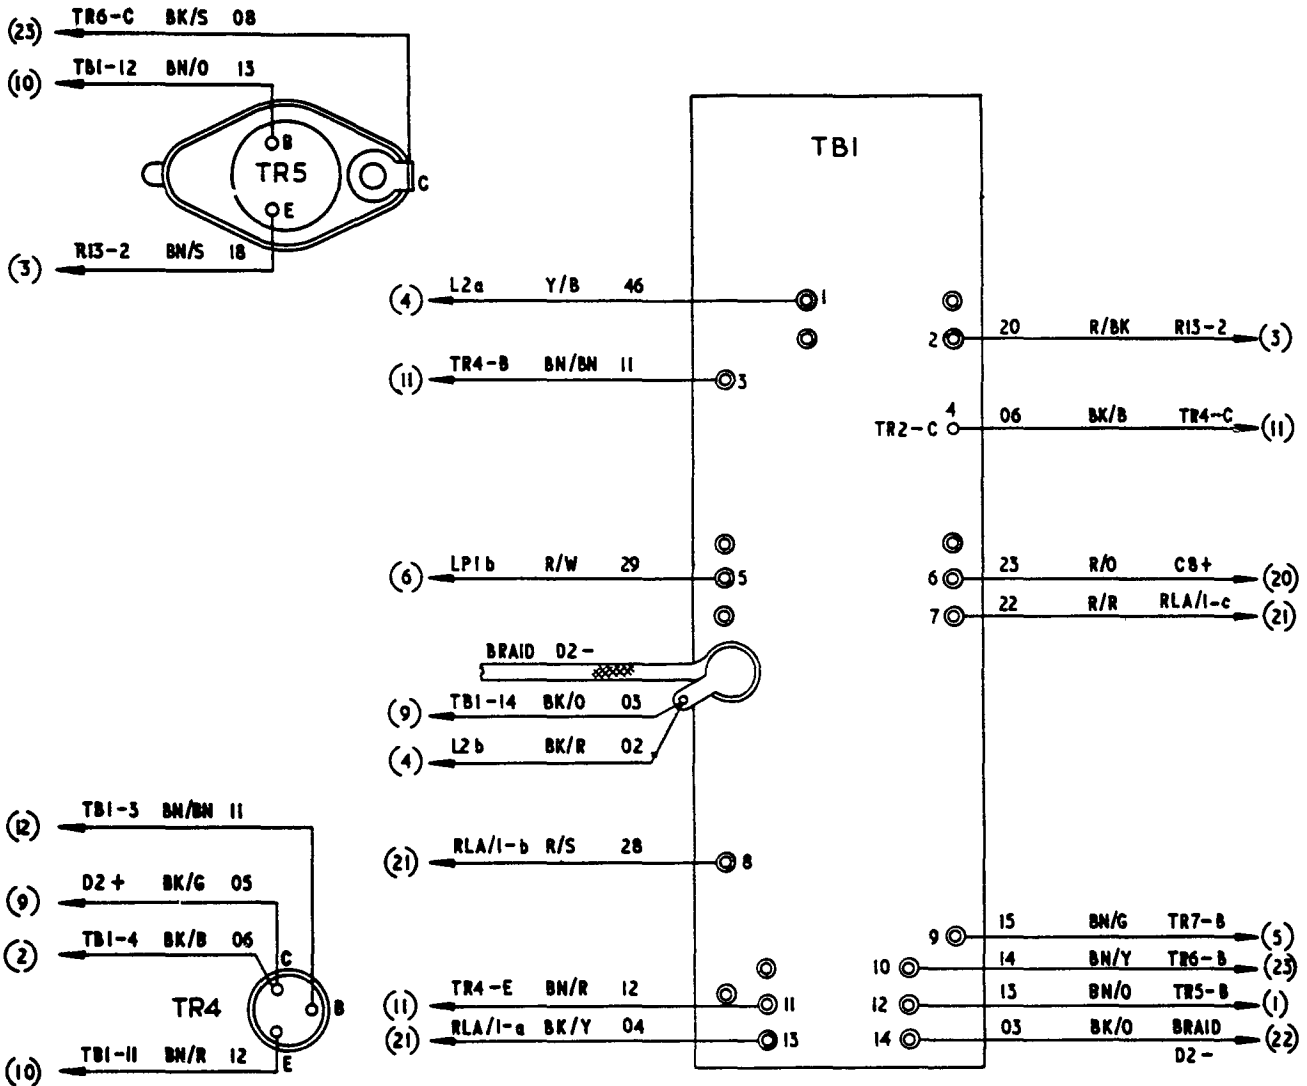 (23) TR6-C BK/S 08
(10) TB1-12 BN/O 13
B
TR5
C
E
(3) R13-2 BN/S 18
TB1
(4) L2a Y/B 46 1
2 20 R/BK R13-2 (3)
(11) TR4-B BN/BN 11 3
4
TR2-C 06 BK/B TR4-C (11)
(6) LP1b R/W 29 5
6 23 R/O C8+ (20)
7 22 R/R RLA/1-c (21)
BRAID D2-
(9) TB1-14 BK/O 03
(4) L2b BK/R 02
(12) TB1-3 BN/BN 11
(21) RLA/1-b R/S 28 8
(9) D2+ BK/G 05
(2) TB1-4 BK/B 06
C
TR4
B
E
(10) TB1-11 BN/R 12
9 15 BN/G TR7-B (5)
10 14 BN/Y TR6-B (23)
(11) TR4-E BN/R 12 11
12 13 BN/O TR5-B (1)
(21) RLA/1-a BK/Y 04 13
14 03 BK/O BRAID (22)
D2-